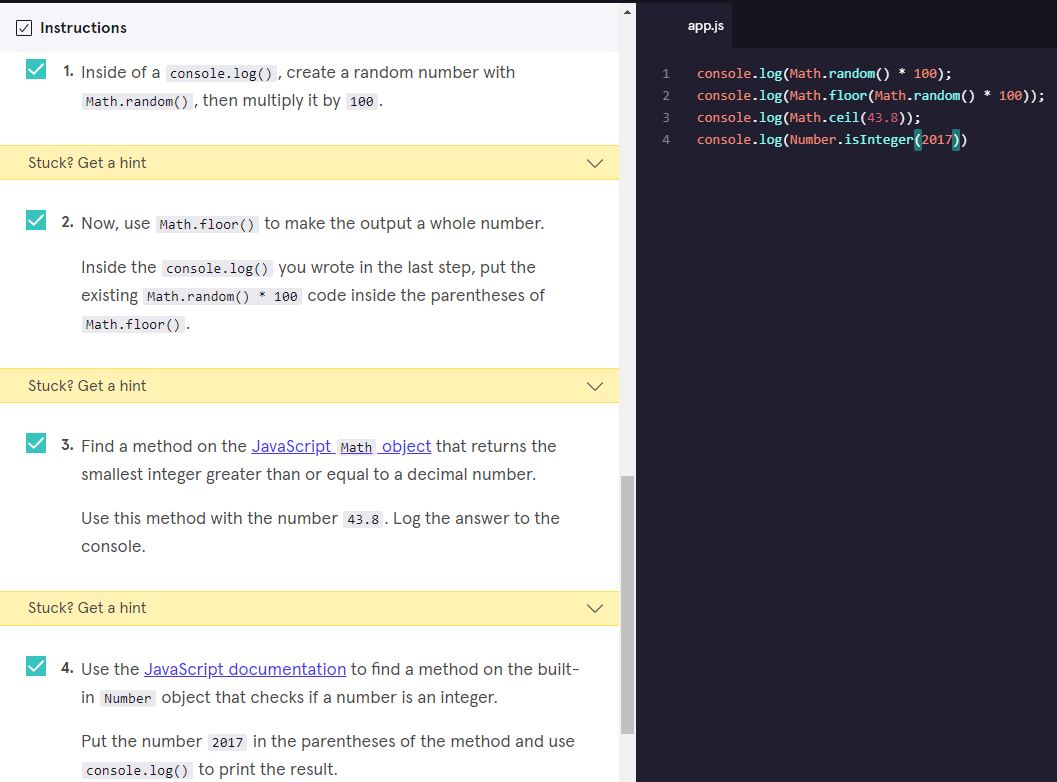 Instructions
1. Inside of a console.log(), create a random number with
Math.random(), then multiply it by 100.
Stuck? Get a hint
2. Now, use Math.floor() to make the output a whole number.
Inside the console.log() you wrote in the last step, put the
existing Math.random() * 100 code inside the parentheses of
Math.floor().
Stuck? Get a hint
3. Find a method on the JavaScript Math object that returns the
smallest integer greater than or equal to a decimal number.
Use this method with the number 43.8. Log the answer to the
console.
Stuck? Get a hint
4. Use the JavaScript documentation to find a method on the built-
in Number object that checks if a number is an integer.
Put the number 2017 in the parentheses of the method and use
console.log() to print the result.
app.js
1 console.log(Math.random() * 100);
2 console.log(Math.floor(Math.random() * 100));
3 console.log(Math.ceil(43.8));
4 console.log(Number.isInteger(2017))